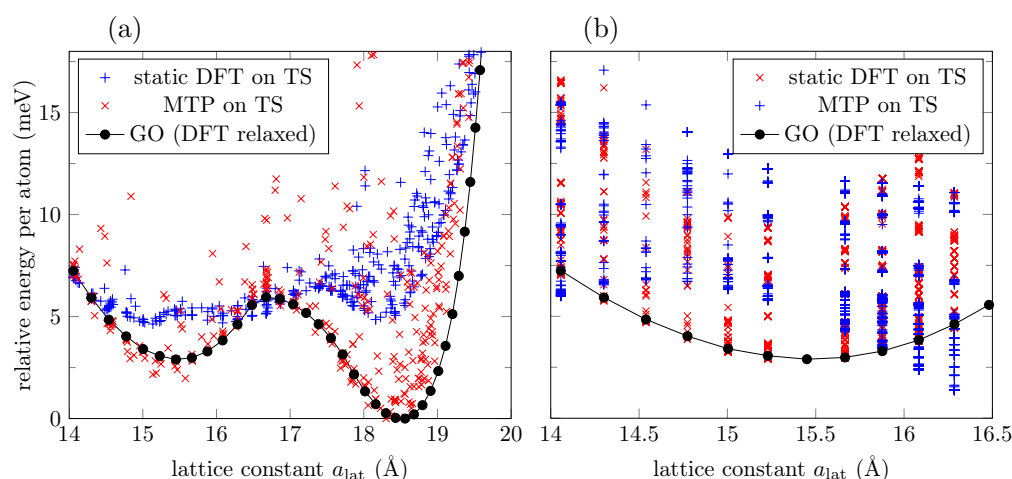 (a)
static DFT on TS
MTP on TS
GO (DFT relaxed)
relative energy per atom (meV)
15
10
5
0
14
15
16
17
18
19
20
lattice constant a_lat (Å)
(b)
static DFT on TS
MTP on TS
GO (DFT relaxed)
14
14.5
15
15.5
16
16.5
lattice constant a_lat (Å)